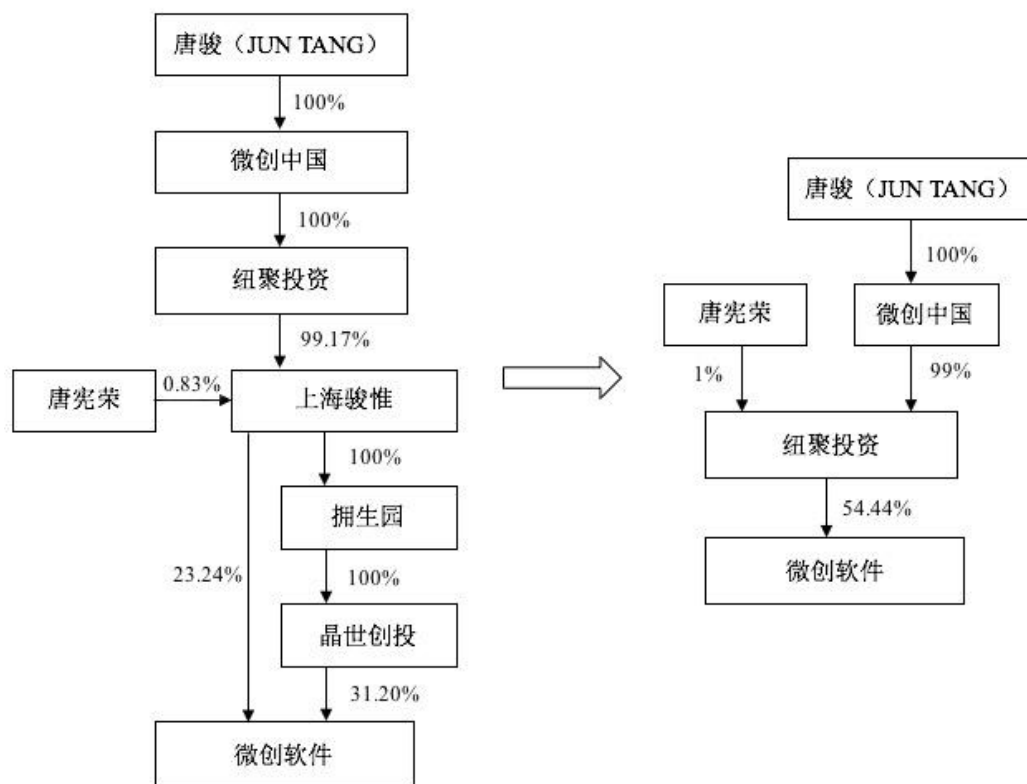 唐骏（JUN TANG）
100%
微创中国
100%
纽聚投资
99.17%
唐宪荣
0.83%
上海骏惟
100%
拥生园
23.24%
100%
晶世创投
31.20%
微创软件
唐骏（JUN TANG）
100%
唐宪荣
微创中国
1%
99%
纽聚投资
54.44%
微创软件